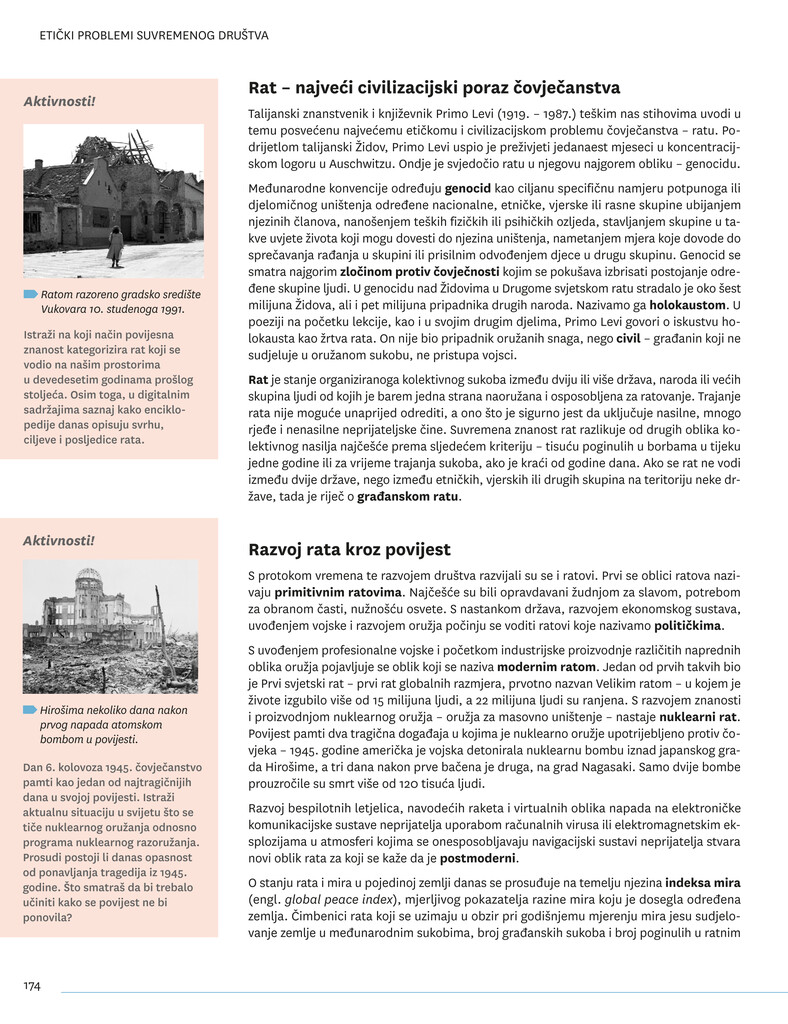 ETIČKI PROBLEMI SUVREMENOG DRUŠTVA
Aktivnosti!
Ratom razoreno gradsko središte
Vukovara 10. studenoga 1991.
Istraži na koji način povijesna
znanost kategorizira rat koji se
vodio na našim prostorima
u devedesetim godinama prošlog
stoljeća. Osim toga, u digitalnim
sadržajima saznaj kako enciklo-
pedije danas opisuju svrhu,
ciljeve i posljedice rata.
Rat – najveći civilizacijski poraz čovječanstva
Talijanski znanstvenik i književnik Primo Levi (1919. – 1987.) teškim nas stihovima uvodi u
temu posvećenu najvećemu etičkomu i civilizacijskom problemu čovječanstva – ratu. Po-
drijetlom talijanski Židov, Primo Levi uspio je preživjeti jedanaest mjeseci u koncentracij-
skom logoru u Auschwitzu. Ondje je svjedočio ratu u njegovu najgorem obliku – genocidu.
Međunarodne konvencije određuju genocid kao ciljanu specifičnu namjeru potpunoga ili
djelomičnog uništenja određene nacionalne, etničke, vjerske ili rasne skupine ubijanjem
njezinih članova, nanošenjem teških fizičkih ili psihičkih ozljeda, stavljanjem skupine u ta-
kve uvjete života koji mogu dovesti do njezina uništenja, nametanjem mjera koje dovode do
sprečavanja rađanja u skupini ili prisilnim odvođenjem djece u drugu skupinu. Genocid se
smatra najgorim zločinom protiv čovječnosti kojim se pokušava izbrisati postojanje odre-
đene skupine ljudi. U genocidu nad Židovima u Drugome svjetskom ratu stradalo je oko šest
milijuna Židova, ali i pet milijuna pripadnika drugih naroda. Nazivamo ga holokaustom. U
poeziji na početku lekcije, kao i u svojim drugim djelima, Primo Levi govori o iskustvu ho-
lokausta kao žrtva rata. On nije bio pripadnik oružanih snaga, nego civil – građanin koji ne
sudjeluje u oružanom sukobu, ne pristupa vojsci.
Rat je stanje organiziranoga kolektivnog sukoba između dviju ili više država, naroda ili većih
skupina ljudi od kojih je barem jedna strana naoružana i osposobljena za ratovanje. Trajanje
rata nije moguće unaprijed odrediti, a ono što je sigurno jest da uključuje nasilne, mnogo
rjeđe i nenasilne neprijateljske čine. Suvremena znanost rat razlikuje od drugih oblika ko-
lektivnog nasilja najčešće prema sljedećem kriteriju – tisuću poginulih u borbama u tijeku
jedne godine ili za vrijeme trajanja sukoba, ako je kraći od godine dana. Ako se rat ne vodi
između dvije države, nego između etničkih, vjerskih ili drugih skupina na teritoriju neke dr-
žave, tada je riječ o građanskom ratu.
Aktivnosti!
Hirošima nekoliko dana nakon
prvog napada atomskom
bombom u povijesti.
Dan 6. kolovoza 1945. čovječanstvo
pamti kao jedan od najtragičnijih
dana u svojoj povijesti. Istraži
aktualnu situaciju u svijetu što se
tiče nuklearnog oružanja odnosno
programa nuklearnog razoružanja.
Prosudi postoji li danas opasnost
od ponavljanja tragedija iz 1945.
godine. Što smatraš da bi trebalo
učiniti kako se povijest ne bi
ponovila?
Razvoj rata kroz povijest
S protokom vremena te razvojem društva razvijali su se i ratovi. Prvi se oblici ratova nazi-
vaju primitivnim ratovima. Najčešće su bili opravdavani žudnjom za slavom, potrebom
za obranom časti, nužnošću osvete. S nastankom država, razvojem ekonomskog sustava,
uvođenjem vojske i razvojem oružja počinju se voditi ratovi koje nazivamo političkima.
S uvođenjem profesionalne vojske i početkom industrijske proizvodnje različitih naprednih
oblika oružja pojavljuje se oblik koji se naziva modernim ratom. Jedan od prvih takvih bio
je Prvi svjetski rat – prvi rat globalnih razmjera, prvotno nazvan Velikim ratom – u kojem je
živote izgubilo više od 15 milijuna ljudi, a 22 milijuna ljudi su ranjena. S razvojem znanosti
i proizvodnjom nuklearnog oružja – oružja za masovno uništenje – nastaje nuklearni rat.
Povijest pamti dva tragična događaja u kojima je nuklearno oružje upotrijebljeno protiv čo-
vjeka – 1945. godine američka je vojska detonirala nuklearnu bombu iznad japanskog gra-
da Hirošime, a tri dana nakon prve bačena je druga, na grad Nagasaki. Samo dvije bombe
prouzročile su smrt više od 120 tisuća ljudi.
Razvoj bespilotnih letjelica, navodećih raketa i virtualnih oblika napada na elektroničke
komunikacijske sustave neprijatelja uporabom računalnih virusa ili elektromagnetskim ek-
splozijama u atmosferi kojima se onesposobljavaju navigacijski sustavi neprijatelja stvara
novi oblik rata za koji se kaže da je postmoderni.
O stanju rata i mira u pojedinoj zemlji danas se prosuđuje na temelju njezina indeksa mira
(engl. global peace index), mjerljivog pokazatelja razine mira koju je dosegla određena
zemlja. Čimbenici rata koji se uzimaju u obzir pri godišnjemu mjerenju mira jesu sudjelo-
vanje zemlje u međunarodnim sukobima, broj građanskih sukoba i broj poginulih u ratnim
174